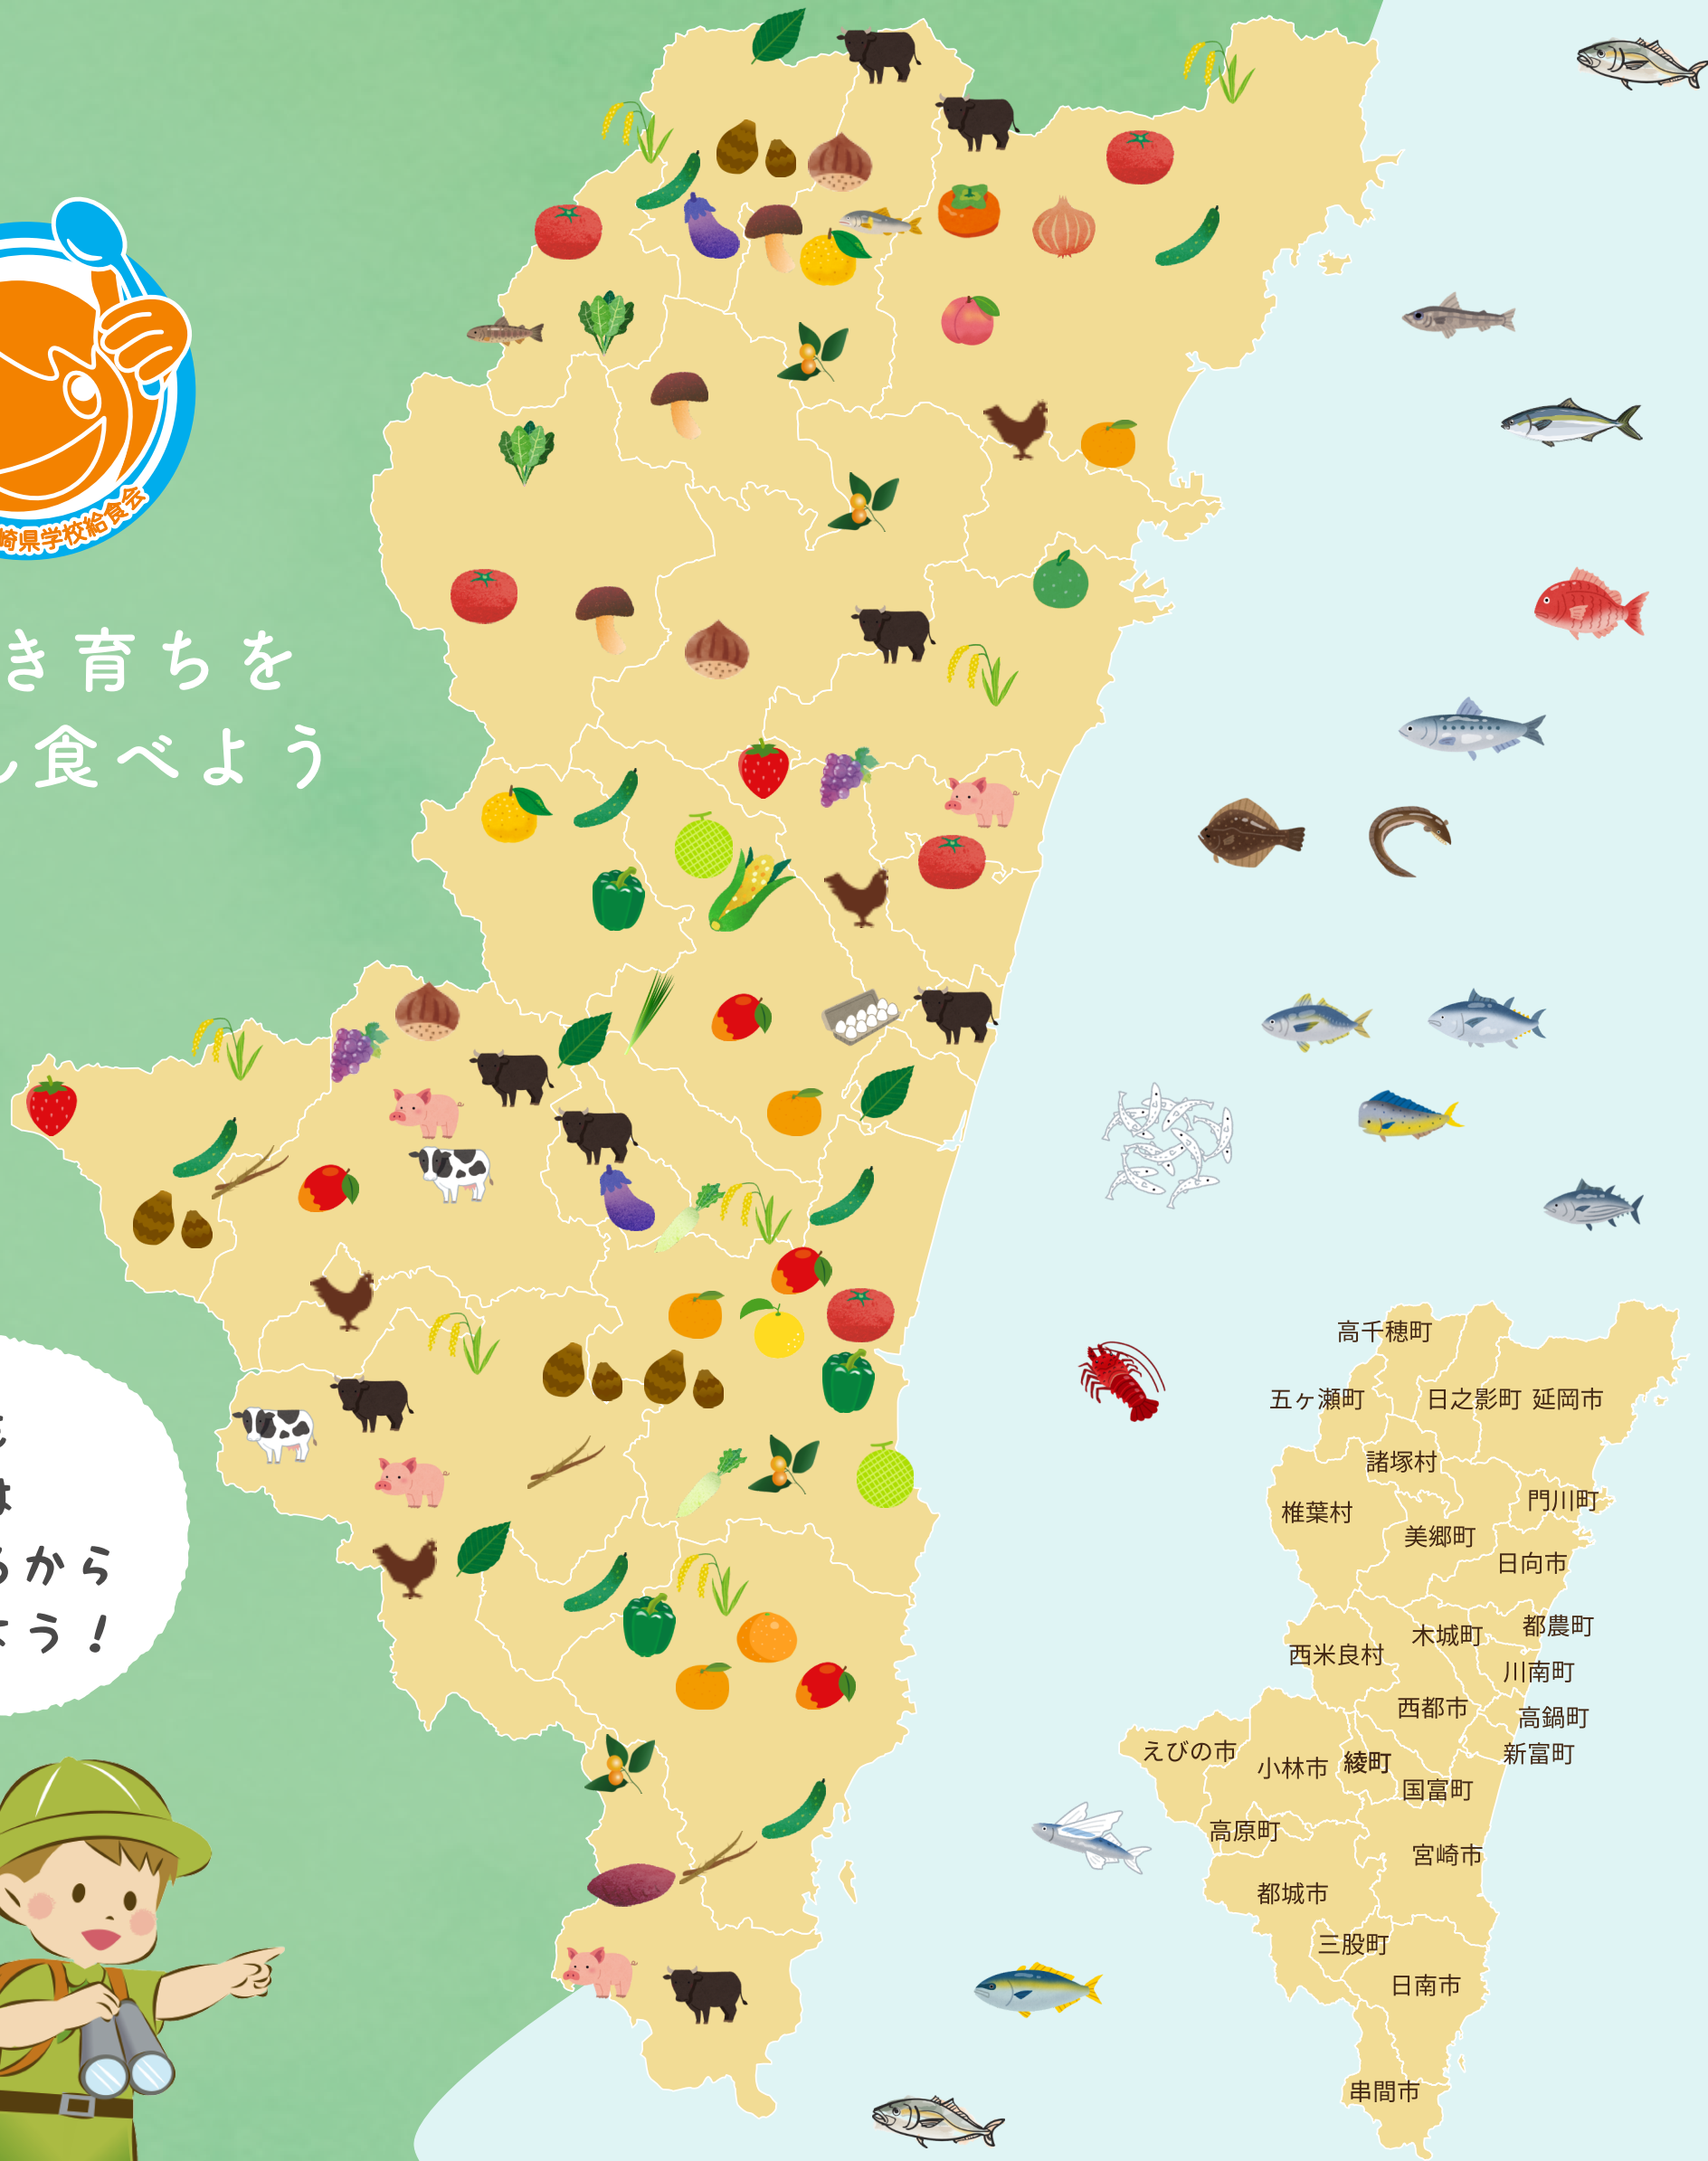 崎県学校給食会
き育ちを
し食べよう
は
るから
よう！
高千穂町
五ヶ瀬町
日之影町 延岡市
諸塚村
椎葉村
門川町
美郷町
日向市
都農町
木城町
西米良村
川南町
西都市
高鍋町
えびの市
小林市
綾町
新富町
国富町
高原町
宮崎市
都城市
三股町
日南市
串間市